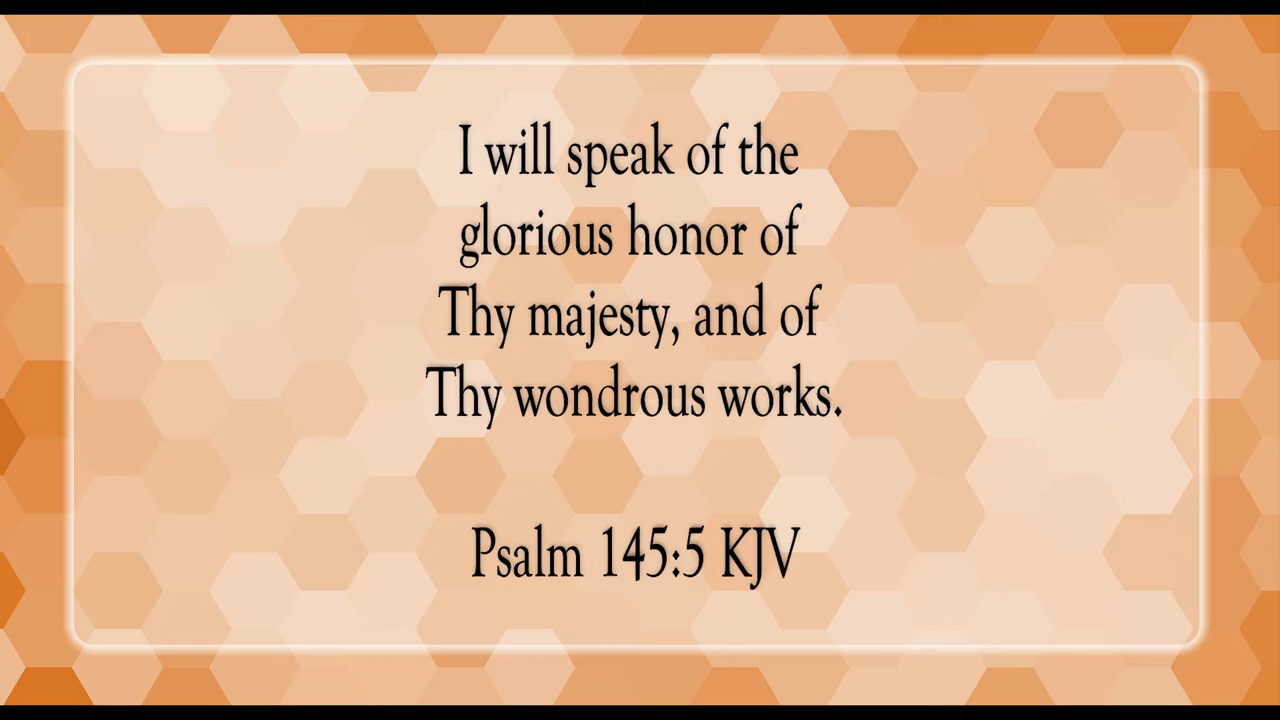 I will speak of the
glorious honor of
Thy majesty, and of
Thy wondrous works.
Psalm 145:5 KJV